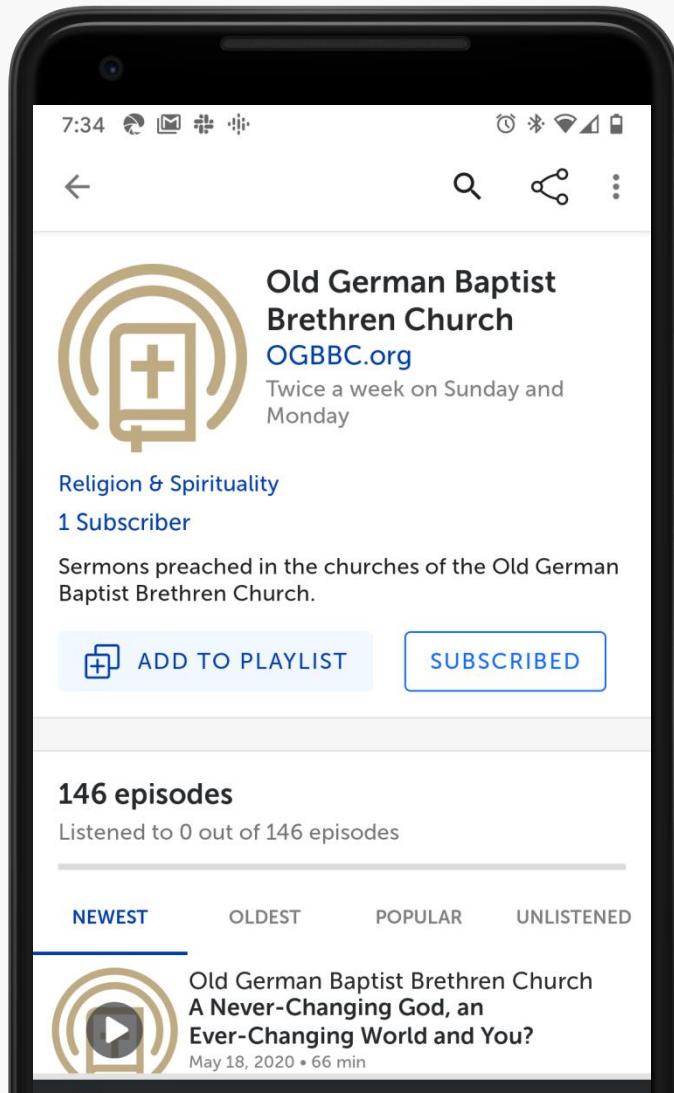 7:34
Old German Baptist
Brethren Church
OGBBC.org
Twice a week on Sunday and
Monday
Religion & Spirituality
1 Subscriber
Sermons preached in the churches of the Old German
Baptist Brethren Church.
ADD TO PLAYLIST
SUBSCRIBED
146 episodes
Listened to 0 out of 146 episodes
NEWEST OLDEST POPULAR UNLISTENED
Old German Baptist Brethren Church
A Never-Changing God, an
Ever-Changing World and You?
May 18, 2020 • 66 min